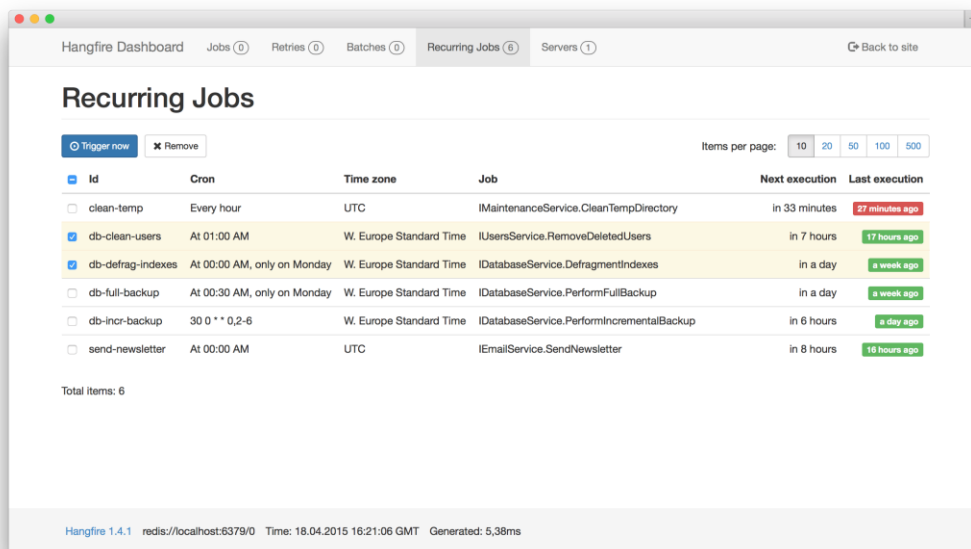 Hangfire Dashboard Jobs 0 Retries 0 Batches 0 Recurring Jobs 6 Servers 1 Back to site
Recurring Jobs
Trigger now Remove Items per page: 10 20 50 100 500
Id Cron Time zone Job Next execution Last execution
clean-temp Every hour UTC IMaintenanceService.CleanTempDirectory in 33 minutes 27 minutes ago
db-clean-users At 01:00 AM W. Europe Standard Time IUsersService.RemoveDeletedUsers in 7 hours 17 hours ago
db-defrag-indexes At 00:00 AM, only on Monday W. Europe Standard Time IDatabaseService.DefragmentIndexes in a day a week ago
db-full-backup At 00:30 AM, only on Monday W. Europe Standard Time IDatabaseService.PerformFullBackup in a day a week ago
db-incr-backup 30 0 * * 0,2-6 W. Europe Standard Time IDatabaseService.PerformIncrementalBackup in 6 hours a day ago
send-newsletter At 00:00 AM UTC IEmailService.SendNewsletter in 8 hours 16 hours ago
Total items: 6
Hangfire 1.4.1 redis://localhost:6379/0 Time: 18.04.2015 16:21:06 GMT Generated: 5,38ms